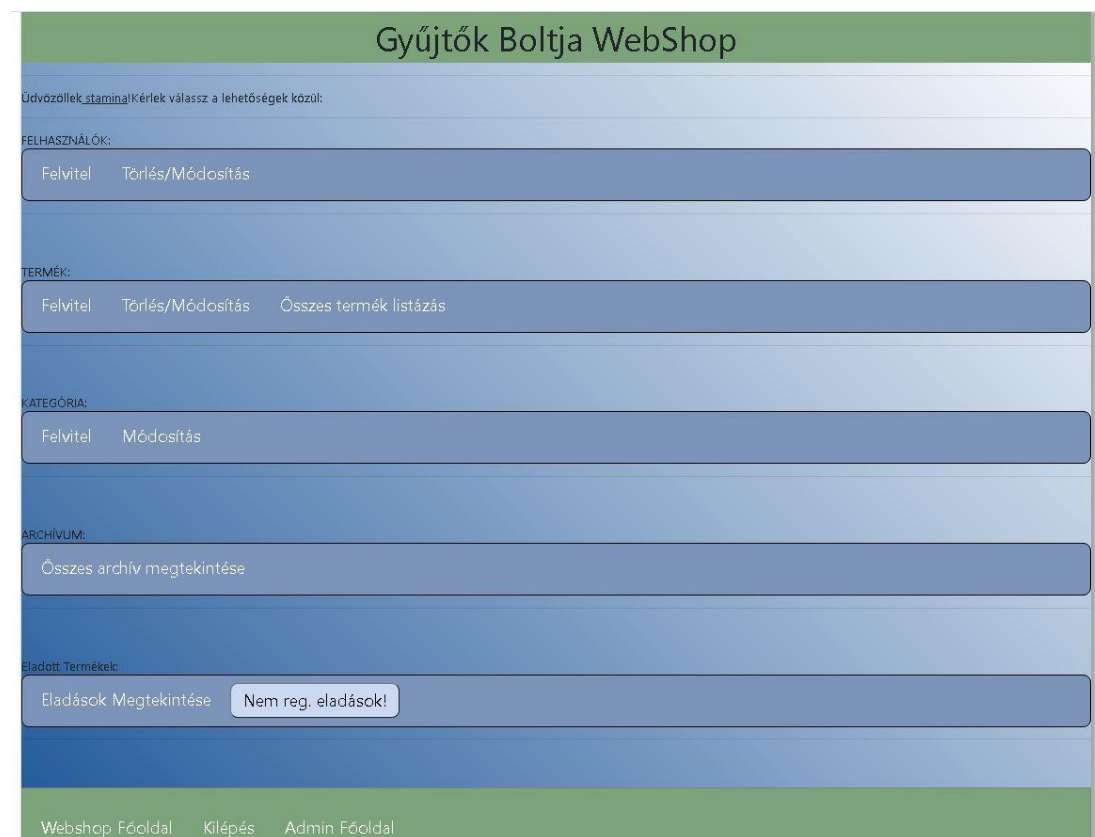 Gyűjtők Boltja WebShop
Üdvözöllek stamina!Kérlek válassz a lehetőségek közül:
FELHASZNÁLÓK:
Felvitel Törlés/Módosítás
TERMÉK:
Felvitel Törlés/Módosítás Összes termék listázás
KATEGÓRIA:
Felvitel Módosítás
ARCHÍVUM:
Összes archív megtekintése
Eladott Termékek:
Eladások Megtekintése Nem reg. eladások!
Webshop Főoldal Kilépés Admin Főoldal